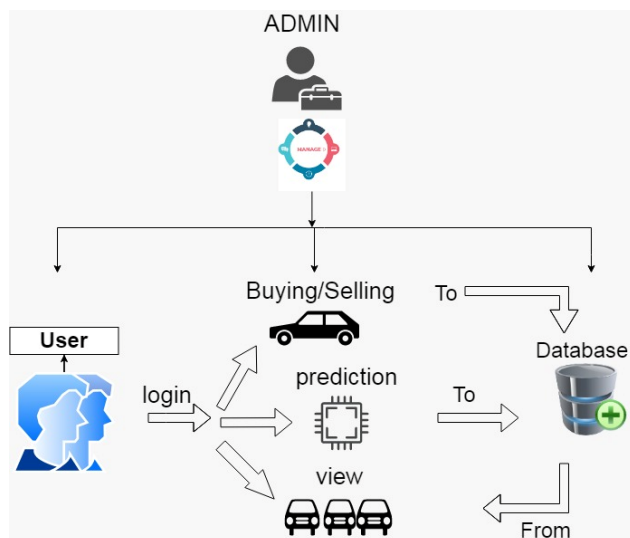 ADMIN
MANAGE
Buying/Selling
To
User
Database
login
prediction
To
view
From